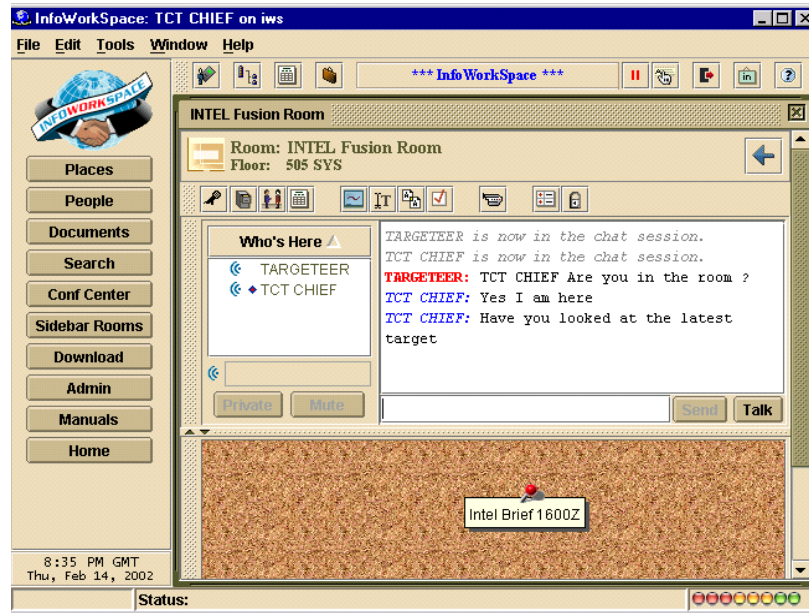 InfoWorkSpace: TCT CHIEF on iws
File Edit Tools Window Help
INFOWORKSPACE
*** InfoWorkSpace ***
in
?
Places
People
Documents
Search
Conf Center
Sidebar Rooms
Download
Admin
Manuals
Home
8:35 PM GMT
Thu, Feb 14, 2002
INTEL Fusion Room
Room: INTEL Fusion Room
Floor: 505 SYS
Who's Here
TARGETEER
TCT CHIEF
Private Mute
TARGETEER is now in the chat session.
TCT CHIEF is now in the chat session.
TARGETEER: TCT CHIEF Are you in the room ?
TCT CHIEF: Yes I am here
TCT CHIEF: Have you looked at the latest
target
Send Talk
Intel Brief 1600Z
Status: